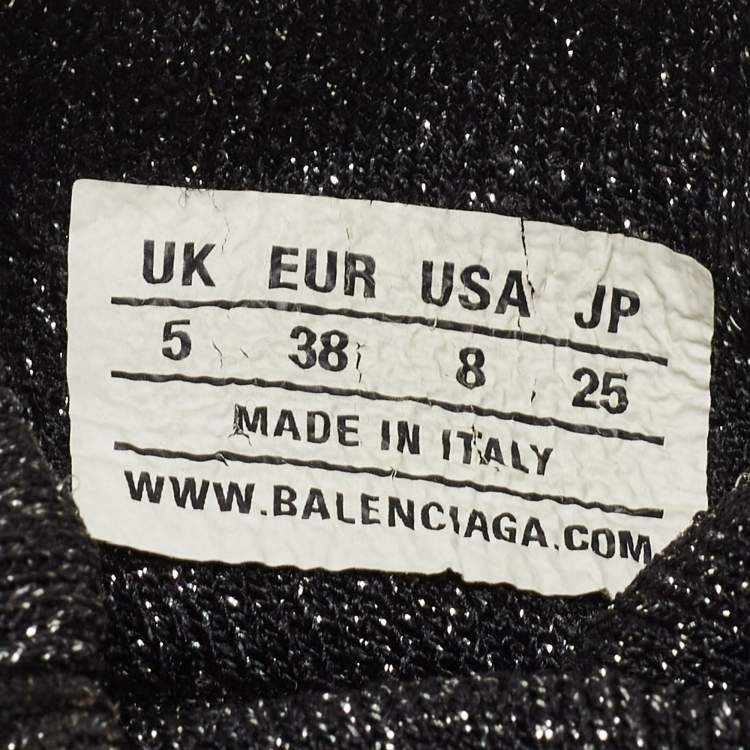 UK EUR USA JP
5 38 8 25
MADE IN ITALY
WWW.BALENCIAGA.COM